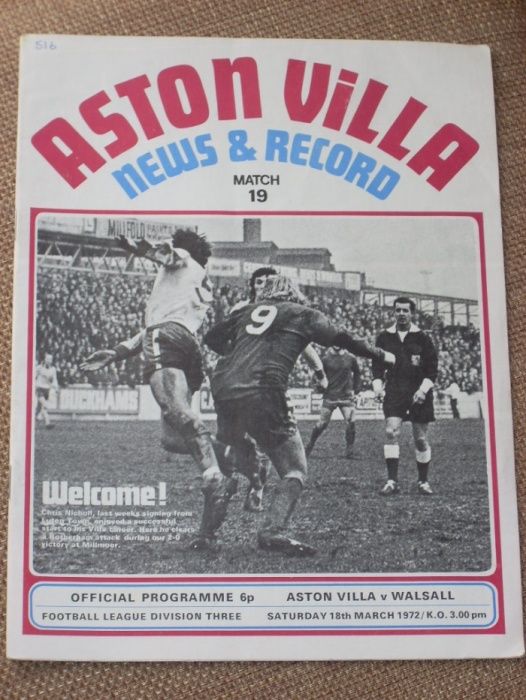 516
ASTON ViLLA
NEWS & RECORD
MATCH
19
MILLFOLD
9
DUCKHAMS
Welcome!
Chris Nicholl, last weeks signing from
Luton Town, enjoyed a successful
start to his Villa career. Here he clears
a Rotherham attack during our 2-0
victory at Millmoor.
OFFICIAL PROGRAMME 6p
ASTON VILLA v WALSALL
FOOTBALL LEAGUE DIVISION THREE
SATURDAY 18th MARCH 1972/K.O. 3.00 pm